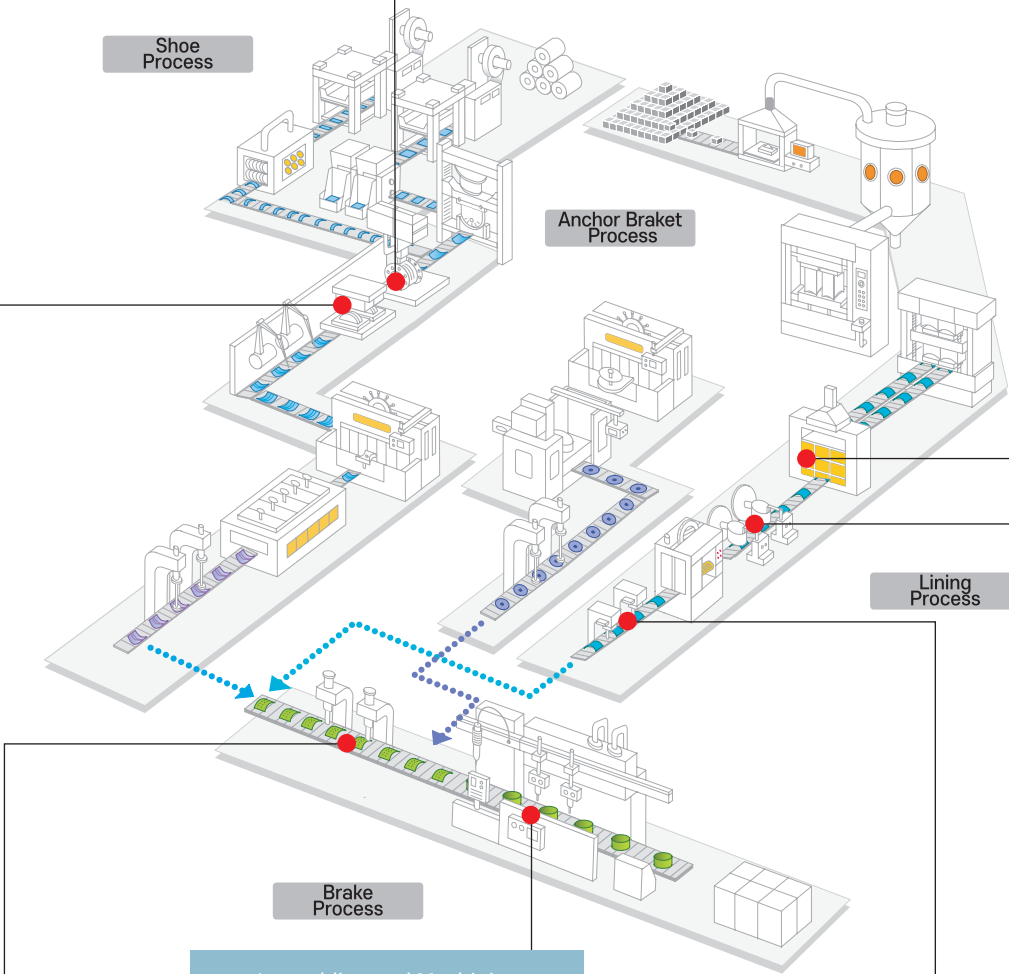 Shoe
Process
Anchor Braket
Process
Lining
Process
Brake
Process